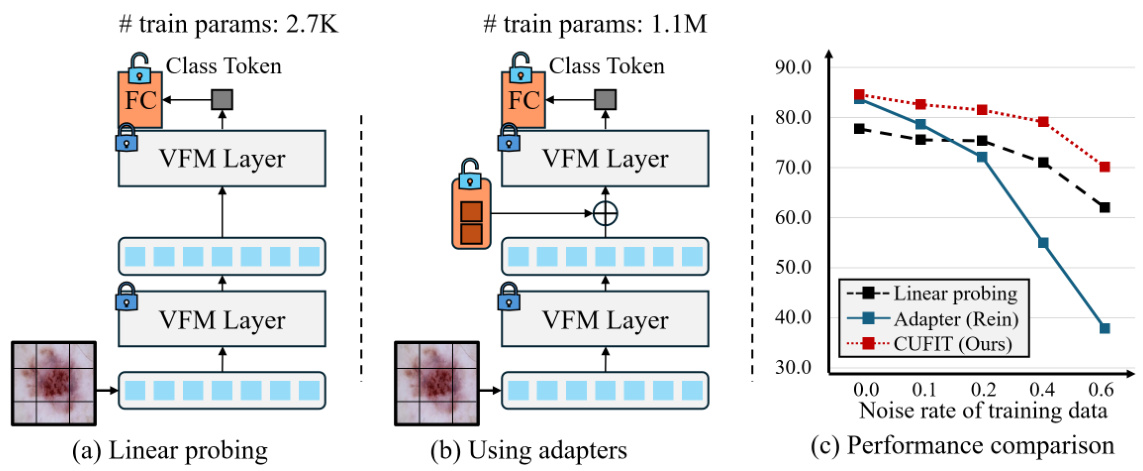 # train params: 2.7K
Class Token
FC
VFM Layer
VFM Layer
(a) Linear probing
# train params: 1.1M
Class Token
FC
VFM Layer
VFM Layer
(b) Using adapters
90.0
80.0
70.0
60.0
50.0
40.0
30.0
Linear probing
Adapter (Rein)
CUFIT (Ours)
0.0 0.1 0.2 0.4 0.6
Noise rate of training data
(c) Performance comparison